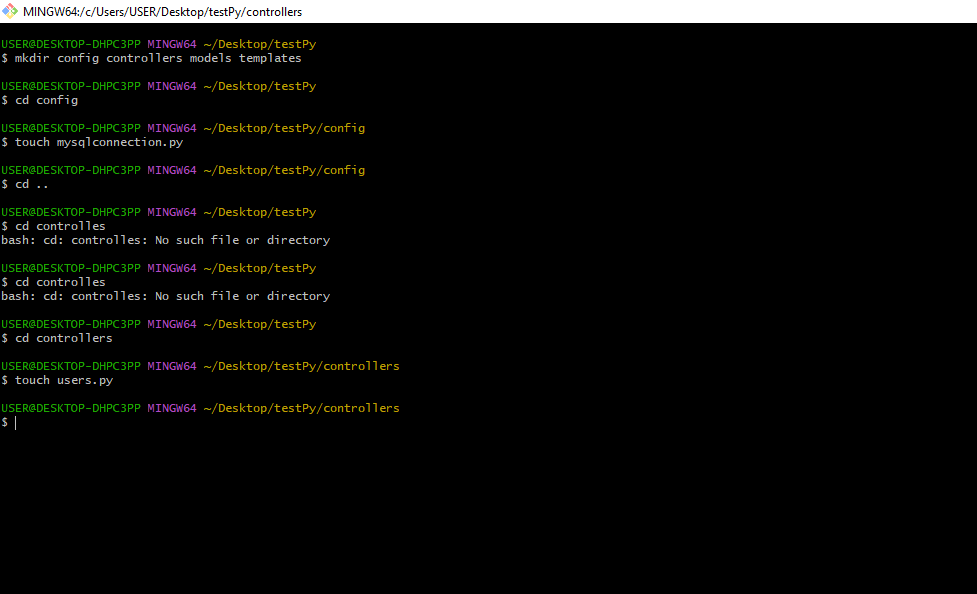 MINGW64:/c/Users/USER/Desktop/testPy/controllers
USER@DESKTOP-DHPC3PP MINGW64 ~/Desktop/testPy
$ mkdir config controllers models templates
USER@DESKTOP-DHPC3PP MINGW64 ~/Desktop/testPy
$ cd config
USER@DESKTOP-DHPC3PP MINGW64 ~/Desktop/testPy/config
$ touch mysqlconnection.py
USER@DESKTOP-DHPC3PP MINGW64 ~/Desktop/testPy/config
$ cd ..
USER@DESKTOP-DHPC3PP MINGW64 ~/Desktop/testPy
$ cd controlles
bash: cd: controlles: No such file or directory
USER@DESKTOP-DHPC3PP MINGW64 ~/Desktop/testPy
$ cd controlles
bash: cd: controlles: No such file or directory
USER@DESKTOP-DHPC3PP MINGW64 ~/Desktop/testPy
$ cd controllers
USER@DESKTOP-DHPC3PP MINGW64 ~/Desktop/testPy/controllers
$ touch users.py
USER@DESKTOP-DHPC3PP MINGW64 ~/Desktop/testPy/controllers
$